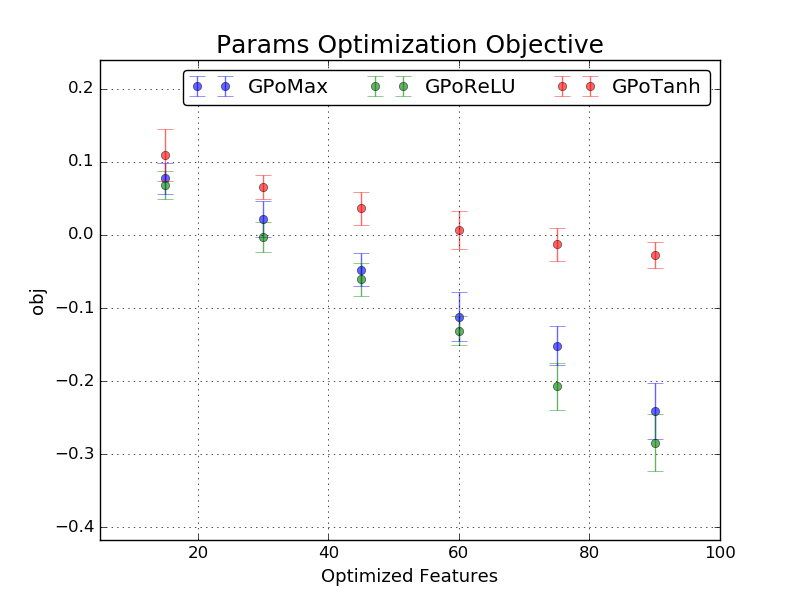 Params Optimization Objective
GPoMax GPoReLU GPoTanh
0.2
0.1
0.0
−0.1
−0.2
−0.3
−0.4
obj
20 40 60 80 100
Optimized Features